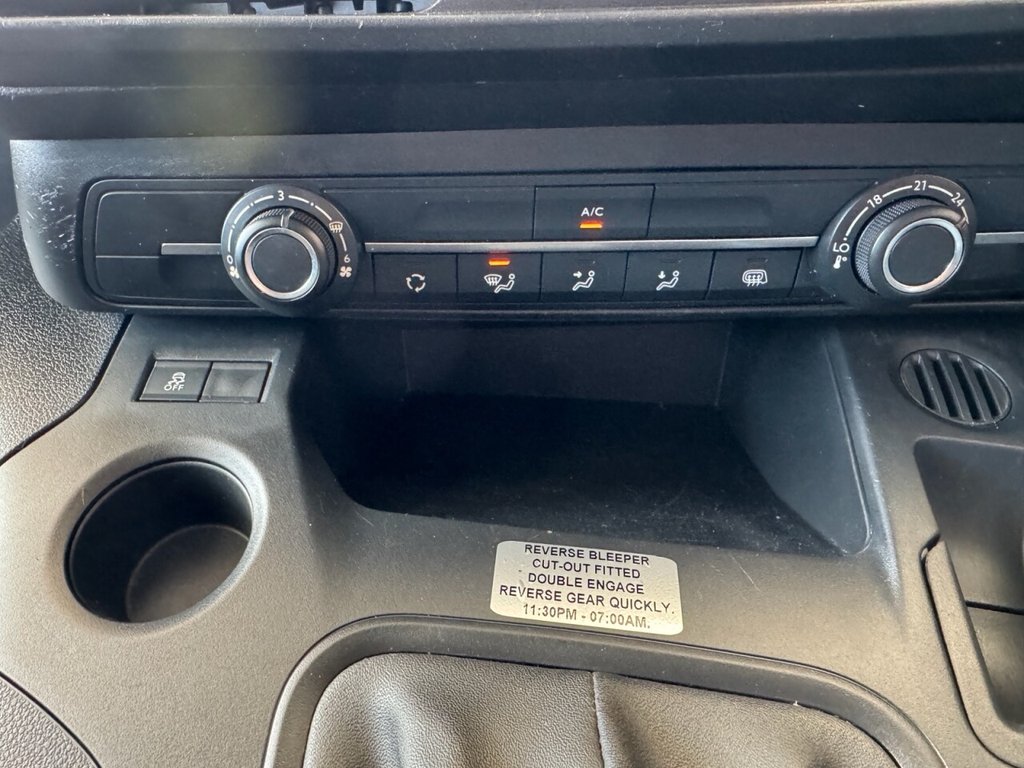 3
A/C
18 21 24
0
6
OFF
REVERSE BLEEPER
CUT-OUT FITTED
DOUBLE ENGAGE
REVERSE GEAR QUICKLY.
11:30PM - 07:00AM.